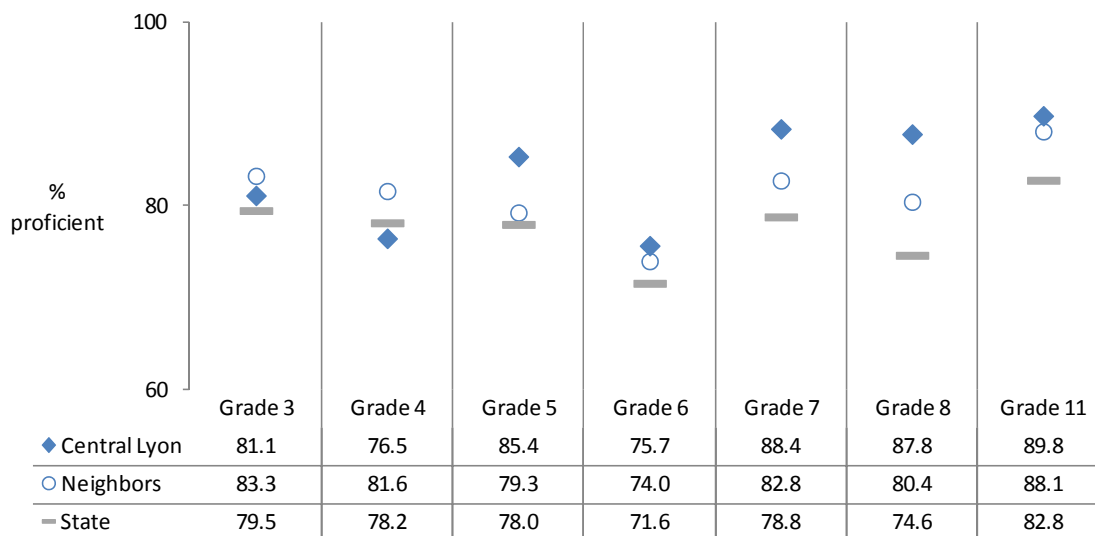 100
80
60
%
proficient
Grade 3 Grade 4 Grade 5 Grade 6 Grade 7 Grade 8 Grade 11
Central Lyon 81.1 76.5 85.4 75.7 88.4 87.8 89.8
Neighbors 83.3 81.6 79.3 74.0 82.8 80.4 88.1
State 79.5 78.2 78.0 71.6 78.8 74.6 82.8